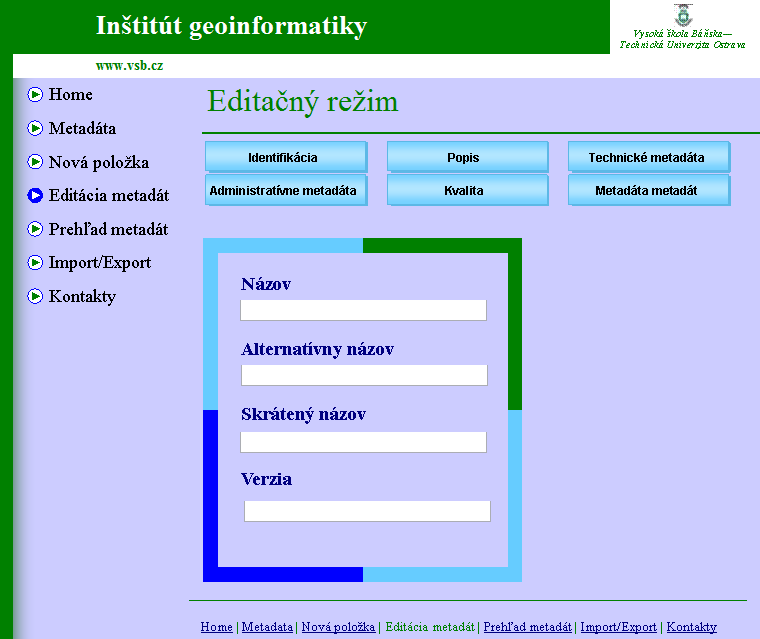 Inštitút geoinformatiky
Vysoká škola Báňska—
Technická Univerzita Ostrava
www.vsb.cz
Home
Metadáta
Nová položka
Editácia metadát
Prehľad metadát
Import/Export
Kontakty
Editačný režim
Identifikácia Popis Technické metadáta
Administratívne metadáta Kvalita Metadáta metadát
Názov
Alternatívny názov
Skrátený názov
Verzia
Home | Metadata | Nová položka | Editácia metadát | Prehľad metadát | Import/Export | Kontakty